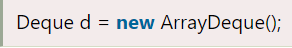 Deque d = new ArrayDeque();